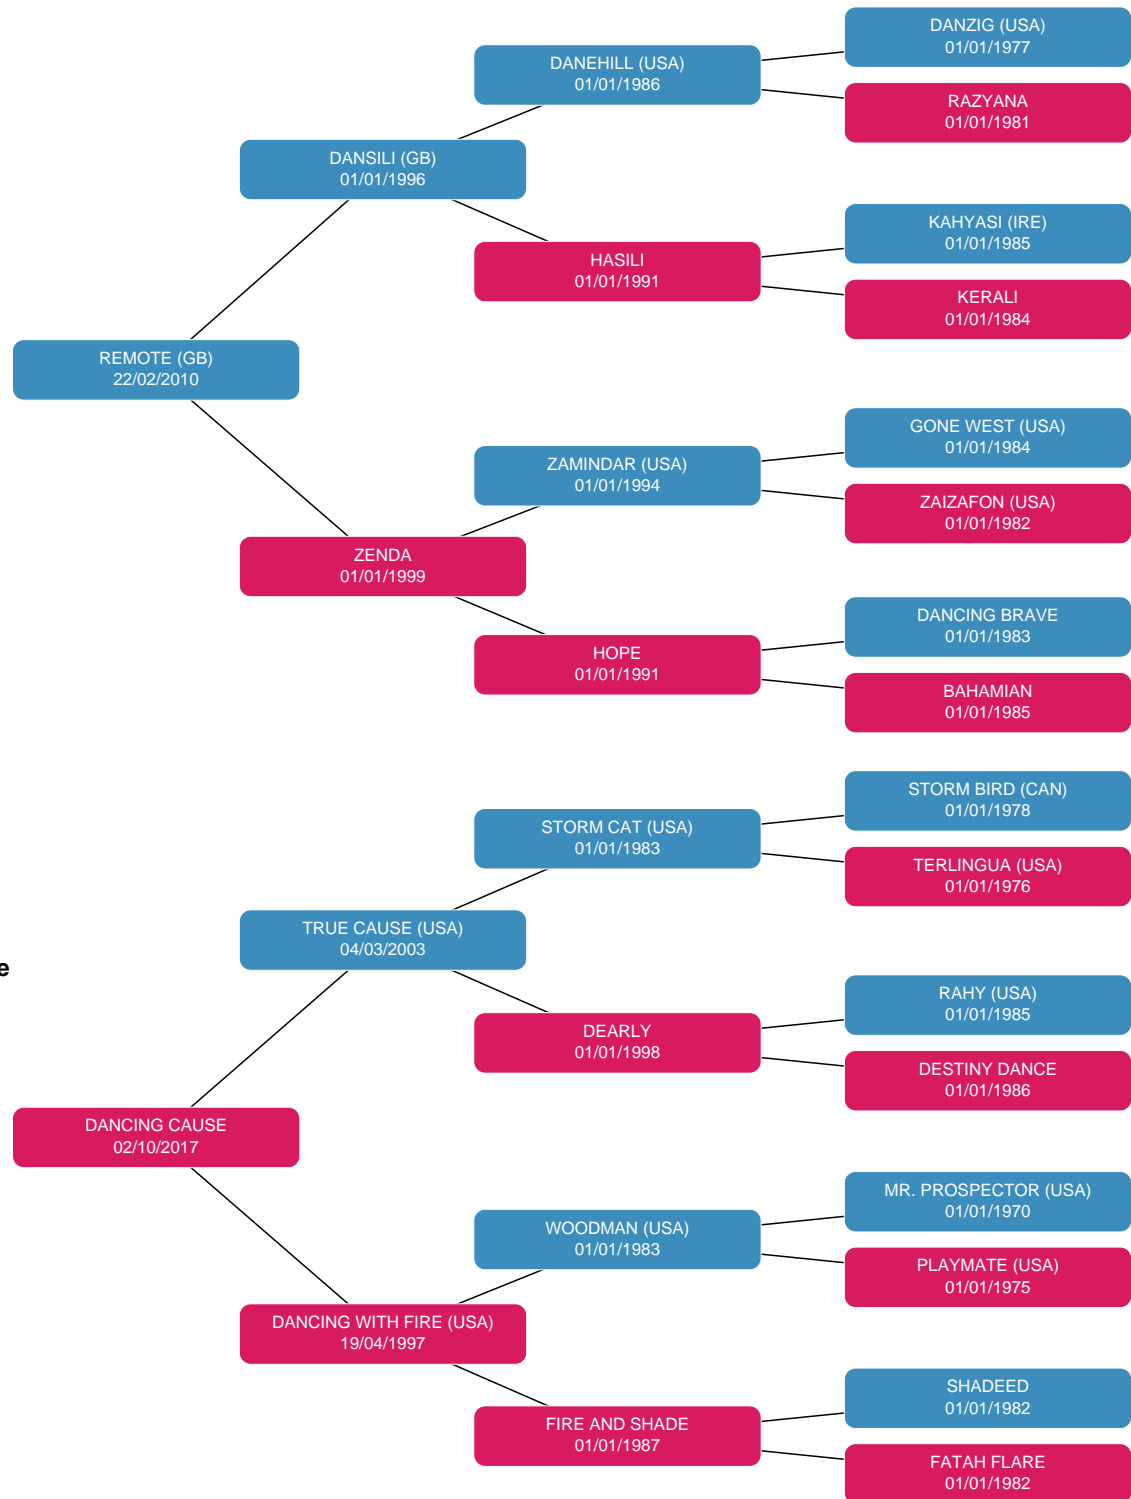 DANZIG (USA)
01/01/1977
DANEHILL (USA)
01/01/1986
RAZYANA
01/01/1981
DANSILI (GB)
01/01/1996
KAHYASI (IRE)
01/01/1985
HASILI
01/01/1991
KERALI
01/01/1984
REMOTE (GB)
22/02/2010
GONE WEST (USA)
01/01/1984
ZAMINDAR (USA)
01/01/1994
ZAIZAFON (USA)
01/01/1982
ZENDA
01/01/1999
DANCING BRAVE
01/01/1983
HOPE
01/01/1991
BAHAMIAN
01/01/1985
STORM BIRD (CAN)
01/01/1978
STORM CAT (USA)
01/01/1983
TERLINGUA (USA)
01/01/1976
TRUE CAUSE (USA)
04/03/2003
e
RAHY (USA)
01/01/1985
DEARLY
01/01/1998
DESTINY DANCE
01/01/1986
DANCING CAUSE
02/10/2017
MR. PROSPECTOR (USA)
01/01/1970
WOODMAN (USA)
01/01/1983
PLAYMATE (USA)
01/01/1975
DANCING WITH FIRE (USA)
19/04/1997
SHADEED
01/01/1982
FIRE AND SHADE
01/01/1987
FATAH FLARE
01/01/1982